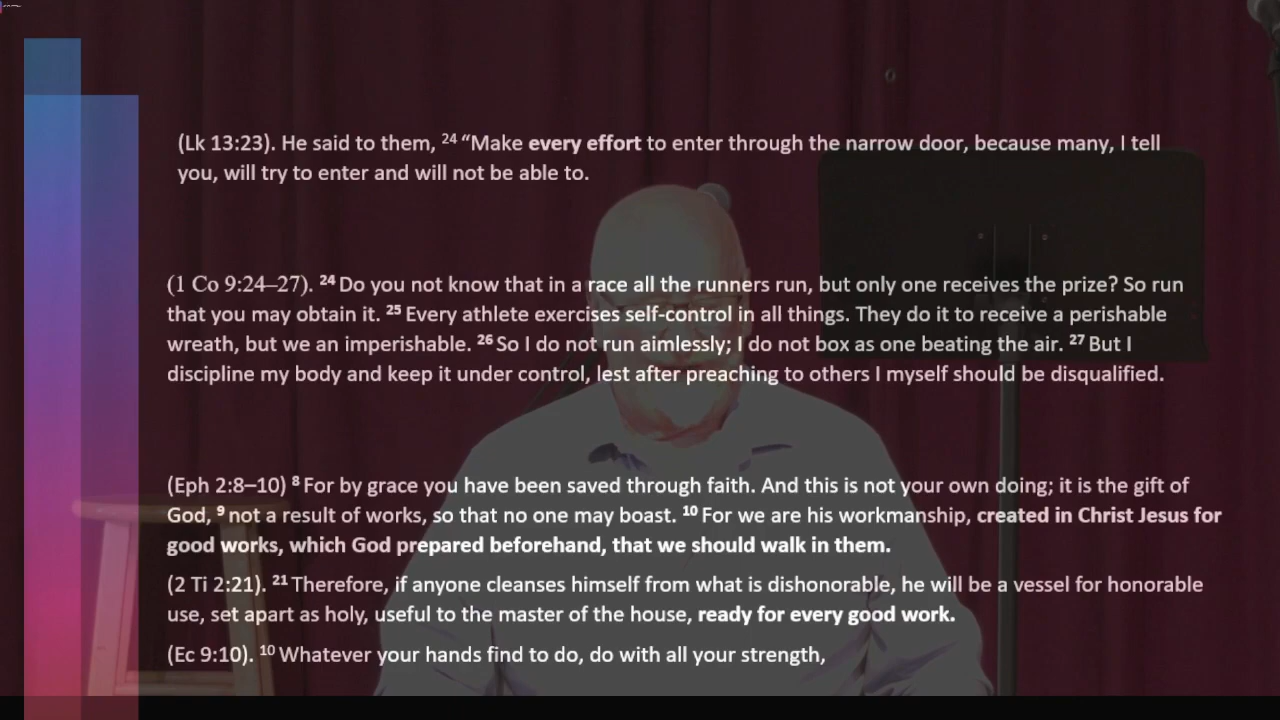 (Lk 13:23). He said to them, 24 “Make every effort to enter through the narrow door, because many, I tell
you, will try to enter and will not be able to.
(1 Co 9:24–27). 24 Do you not know that in a race all the runners run, but only one receives the prize? So run
that you may obtain it. 25 Every athlete exercises self-control in all things. They do it to receive a perishable
wreath, but we an imperishable. 26 So I do not run aimlessly; I do not box as one beating the air. 27 But I
discipline my body and keep it under control, lest after preaching to others I myself should be disqualified.
(Eph 2:8–10) 8 For by grace you have been saved through faith. And this is not your own doing; it is the gift of
God, 9 not a result of works, so that no one may boast. 10 For we are his workmanship, created in Christ Jesus for
good works, which God prepared beforehand, that we should walk in them.
(2 Ti 2:21). 21 Therefore, if anyone cleanses himself from what is dishonorable, he will be a vessel for honorable
use, set apart as holy, useful to the master of the house, ready for every good work.
(Ec 9:10). 10 Whatever your hands find to do, do with all your strength,